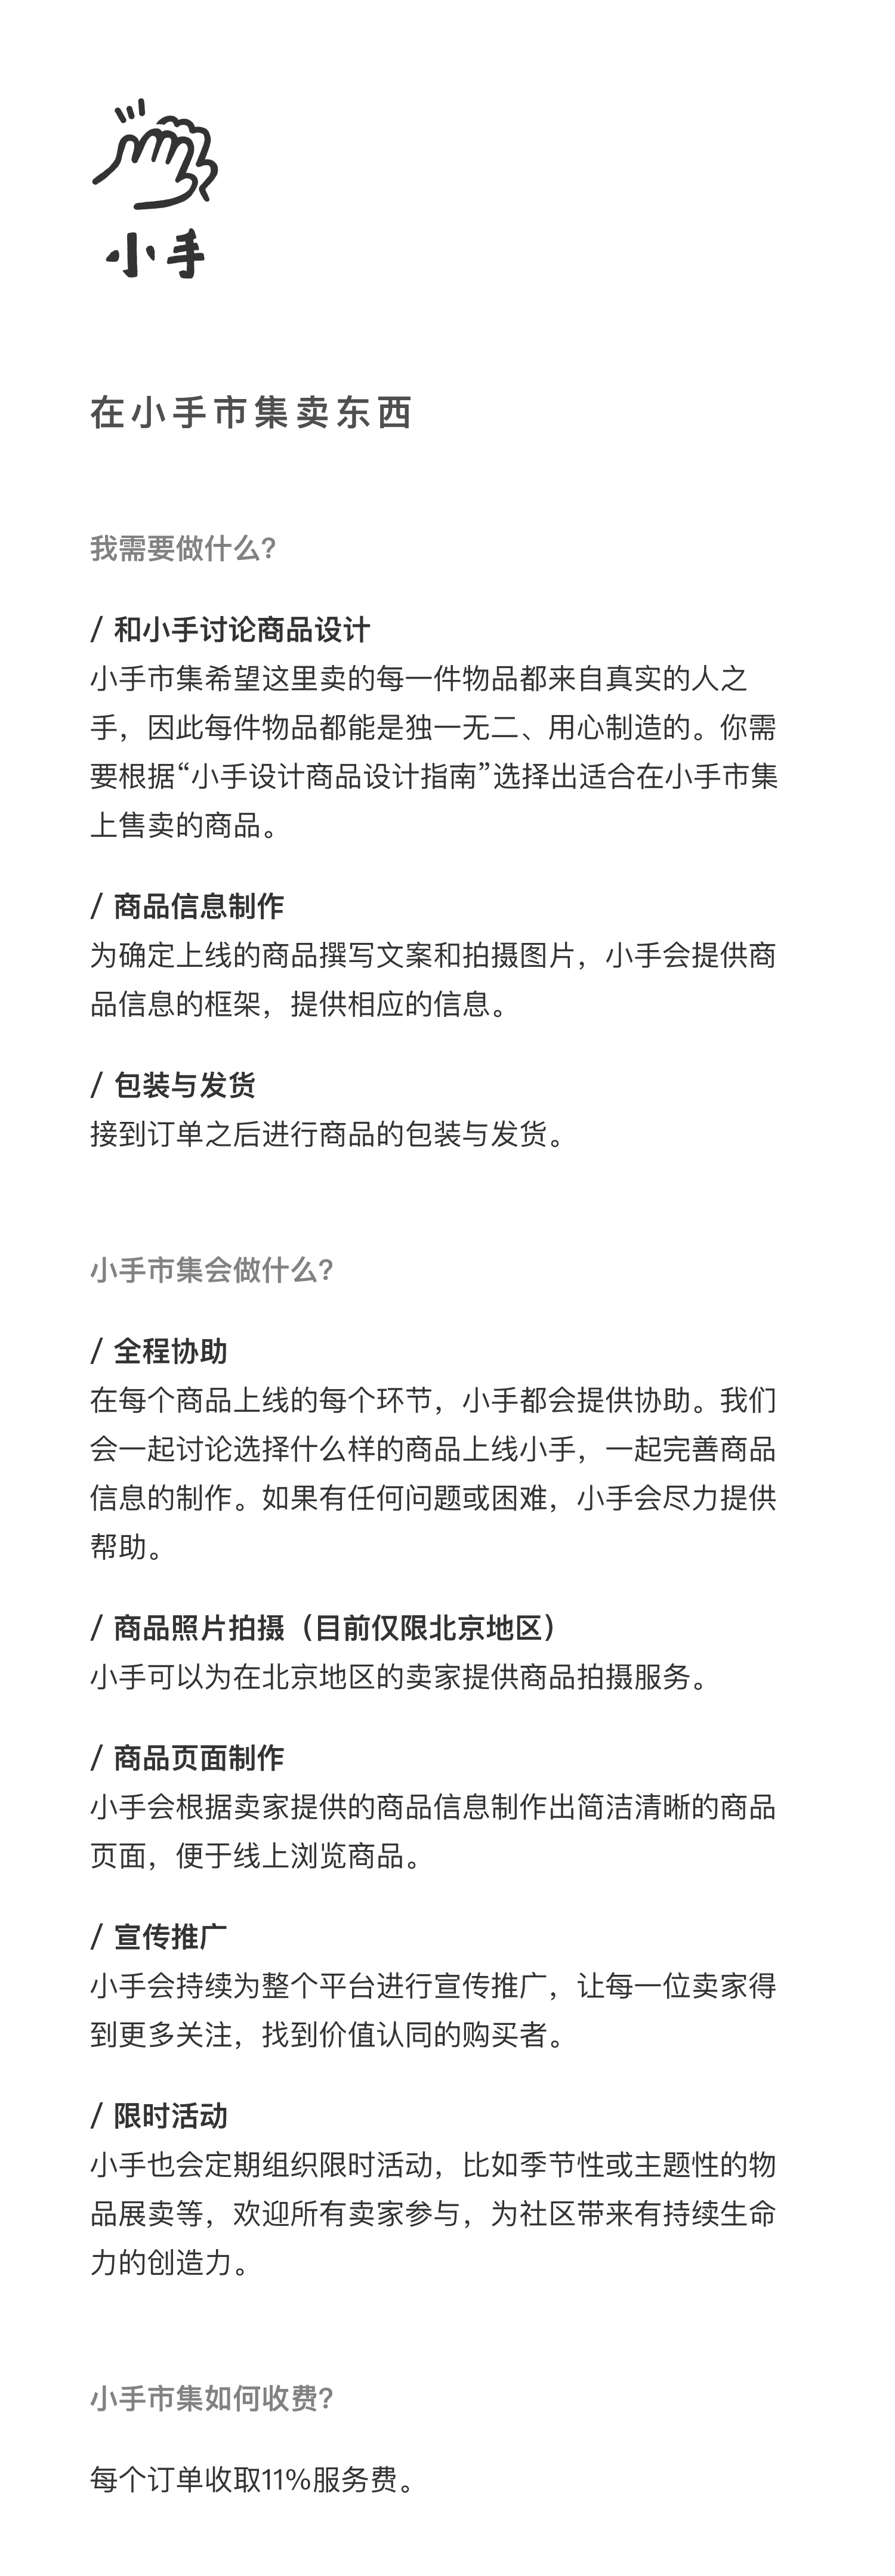 小手
在小手市集卖东西
我需要做什么?
/ 和小手讨论商品设计
小手市集希望这里卖的每一件物品都来自真实的人之
手，因此每件物品都能是独一无二、用心制造的。你需
要根据“小手设计商品设计指南”选择出适合在小手市集
上售卖的商品。
/ 商品信息制作
为确定上线的商品撰写文案和拍摄图片，小手会提供商
品信息的框架，提供相应的信息。
/ 包装与发货
接到订单之后进行商品的包装与发货。
小手市集会做什么?
/ 全程协助
在每个商品上线的每个环节，小手都会提供协助。我们
会一起讨论选择什么样的商品上线小手，一起完善商品
信息的制作。如果有任何问题或困难，小手会尽力提供
帮助。
/ 商品照片拍摄（目前仅限北京地区）
小手可以为在北京地区的卖家提供商品拍摄服务。
/ 商品页面制作
小手会根据卖家提供的商品信息制作出简洁清晰的商品
页面，便于线上浏览商品。
/ 宣传推广
小手会持续为整个平台进行宣传推广，让每一位卖家得
到更多关注，找到价值认同的购买者。
/ 限时活动
小手也会定期组织限时活动，比如季节性或主题性的物
品展卖等，欢迎所有卖家参与，为社区带来有持续生命
力的创造力。
小手市集如何收费?
每个订单收取11%服务费。